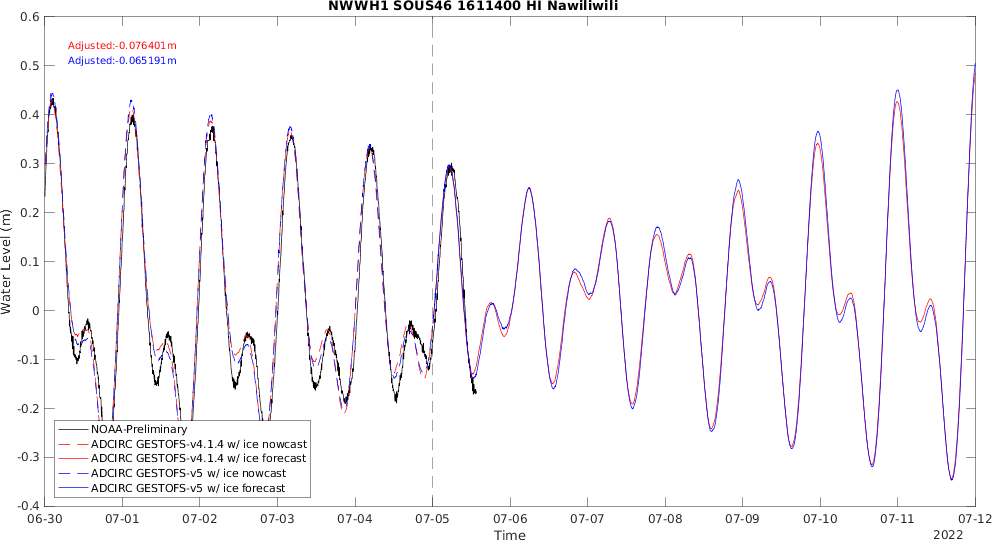 NWWH1 SOUS46 1611400 HI Nawiliwili
0.6
Adjusted:-0.076401m
0.5
Adjusted:-0.065191m
0.4
0.3
0.2
0.1
0
-0.1
-0.2
-0.3
-0.4
Water Level (m)
NOAA-Preliminary
ADCIRC GESTOFS-v4.1.4 w/ ice nowcast
ADCIRC GESTOFS-v4.1.4 w/ ice forecast
ADCIRC GESTOFS-v5 w/ ice nowcast
ADCIRC GESTOFS-v5 w/ ice forecast
06-30 07-01 07-02 07-03 07-04 07-05 07-06 07-07 07-08 07-09 07-10 07-11 07-12
Time
2022